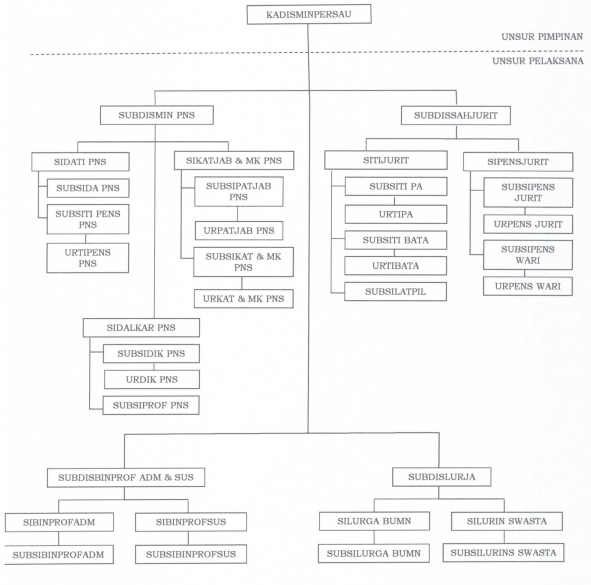 KADISMINPERSAU
UNSUR PIMPINAN
UNSUR PELAKSANA
SUBDISMIN PNS
SUBDISSAHJURIT
SIDATI PNS
SIKATJAB & MK PNS
SITIJURIT
SIPENSJURIT
SUBSIDA PNS
SUBSITI PENS
PNS
URTIPENS
PNS
SUBSIPATJAB
PNS
URPATJAB PNS
SUBSIKAT & MK
PNS
URKAT & MK PNS
SUBSITI PA
URTIPA
SUBSITI BATA
URTIBATA
SUBSILATPIL
SUBSIPENS
JURIT
URPENS JURIT
SUBSIPENS
WARI
URPENS WARI
SIDALKAR PNS
SUBSIDIK PNS
URDIK PNS
SUBSIPROF PNS
SUBDISBINPROF ADM & SUS
SUBDISLURJA
SIBINPROFADM
SIBINPROFSUS
SILURGA BUMN
SILURIN SWASTA
SUBSIBINPROFADM
SUBSIBINPROFSUS
SUBSILURGA BUMN
SUBSILURINS SWASTA